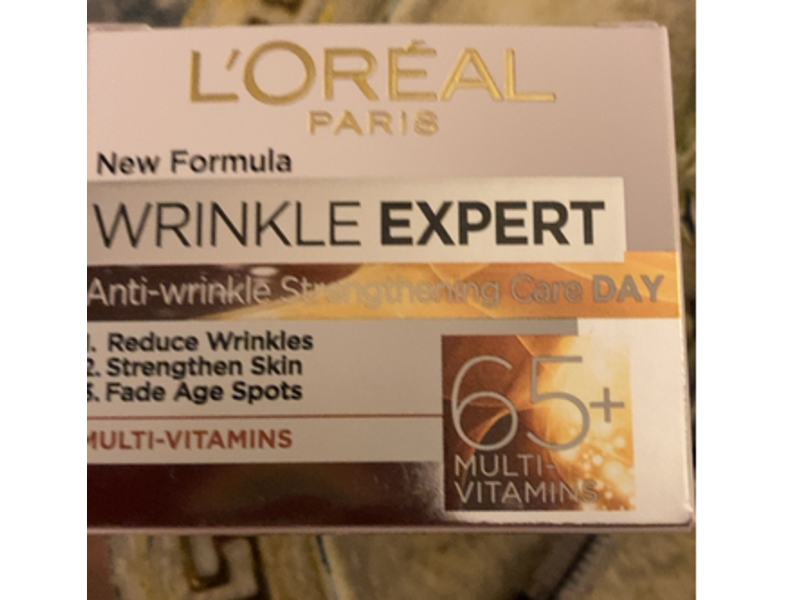 L'ORÉAL
PARIS
New Formula
WRINKLE EXPERT
Anti-wrinkle Strengthening Care DAY
1. Reduce Wrinkles
2. Strengthen Skin
3. Fade Age Spots
MULTI-VITAMINS
65+
MULTI-
VITAMINS